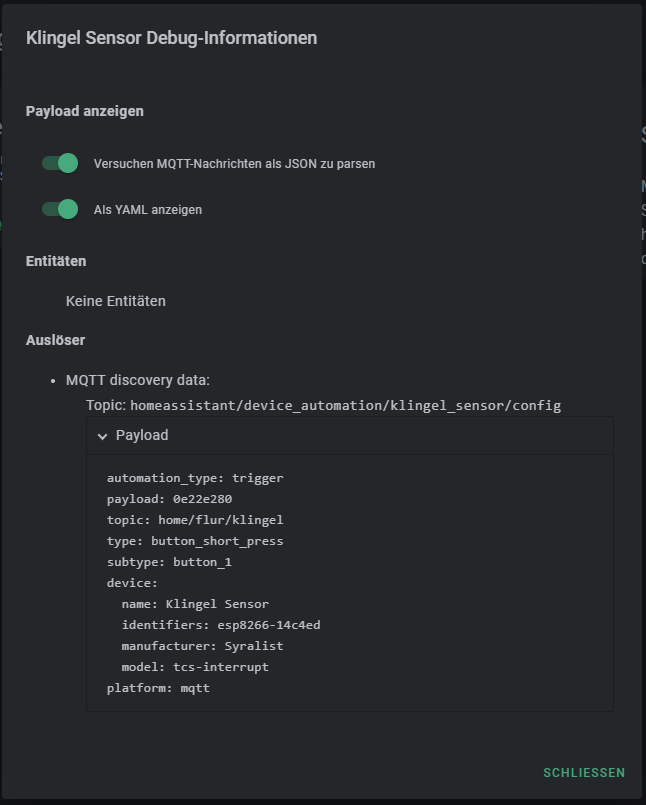 Klingel Sensor Debug-Informationen
Payload anzeigen
Versuchen MQTT-Nachrichten als JSON zu parsen
Als YAML anzeigen
Entitäten
Keine Entitäten
Auslöser
• MQTT discovery data:
Topic: homeassistant/device_automation/klingel_sensor/config
Payload
automation_type: trigger
payload: 0e22e280
topic: home/flur/klingel
type: button_short_press
subtype: button_1
device:
  name: Klingel Sensor
  identifiers: esp8266-14c4ed
  manufacturer: Syralist
  model: tcs-interrupt
platform: mqtt
SCHLIESSEN